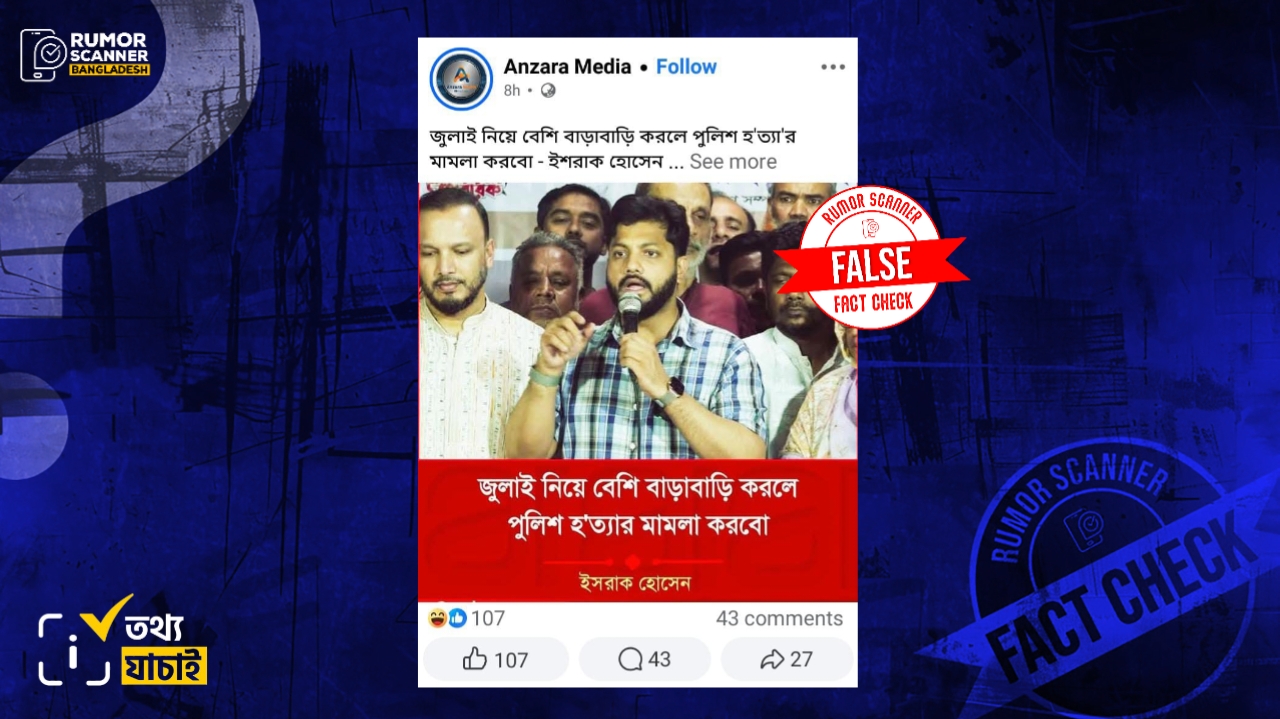 RUMOR
SCANNER
BANGLADESH
Anzara Media • Follow
8h
জুলাই নিয়ে বেশি বাড়াবাড়ি করলে পুলিশ হ'ত্যা'র
মামলা করবো - ইশরাক হোসেন ... See more
RUMOR SCANNER
FALSE
FACT CHECK
জুলাই নিয়ে বেশি বাড়াবাড়ি করলে
পুলিশ হ'ত্যার মামলা করবো
ইসরাক হোসেন
107
43 comments
107
43
27
তথ্য
যাচাই
RUMOR SCANNER
FACT CHECK